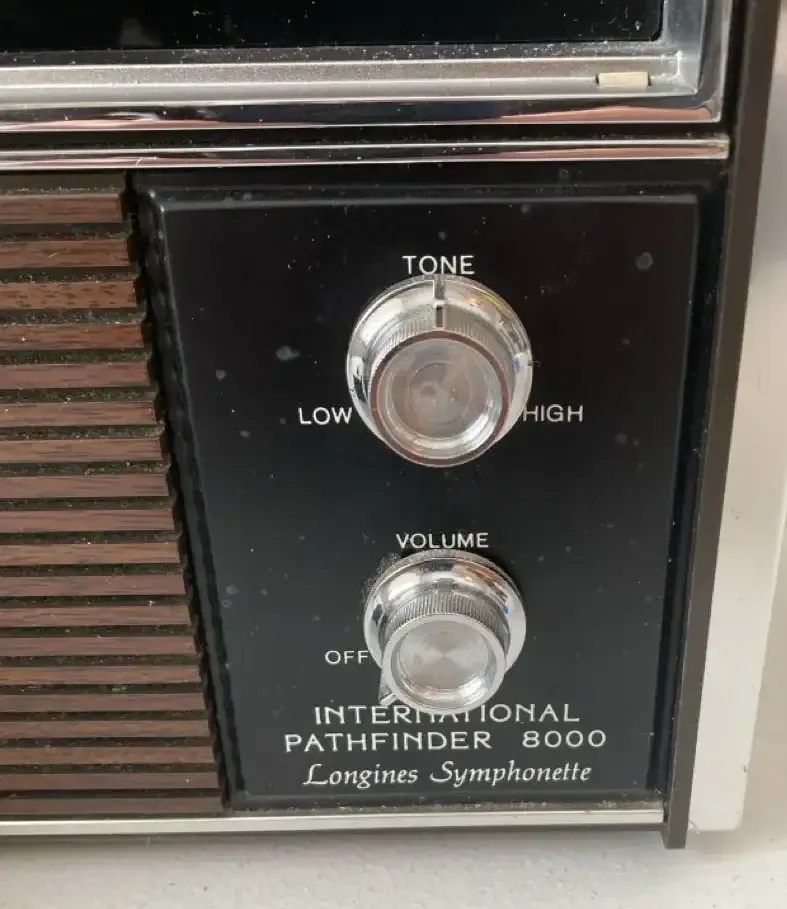 TONE
LOW HIGH
VOLUME
OFF
INTERNATIONAL
PATHFINDER 8000
Longines Symphonette